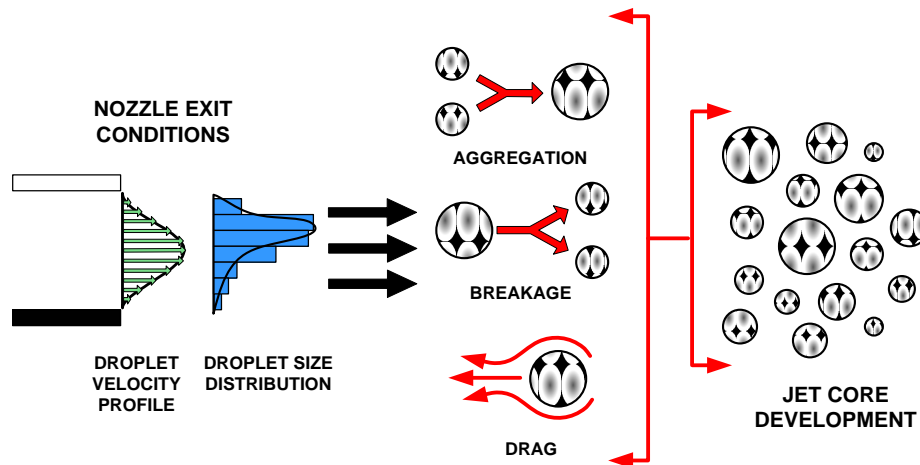 NOZZLE EXIT
CONDITIONS
DROPLET
VELOCITY
PROFILE
DROPLET SIZE
DISTRIBUTION
AGGREGATION
BREAKAGE
DRAG
JET CORE
DEVELOPMENT